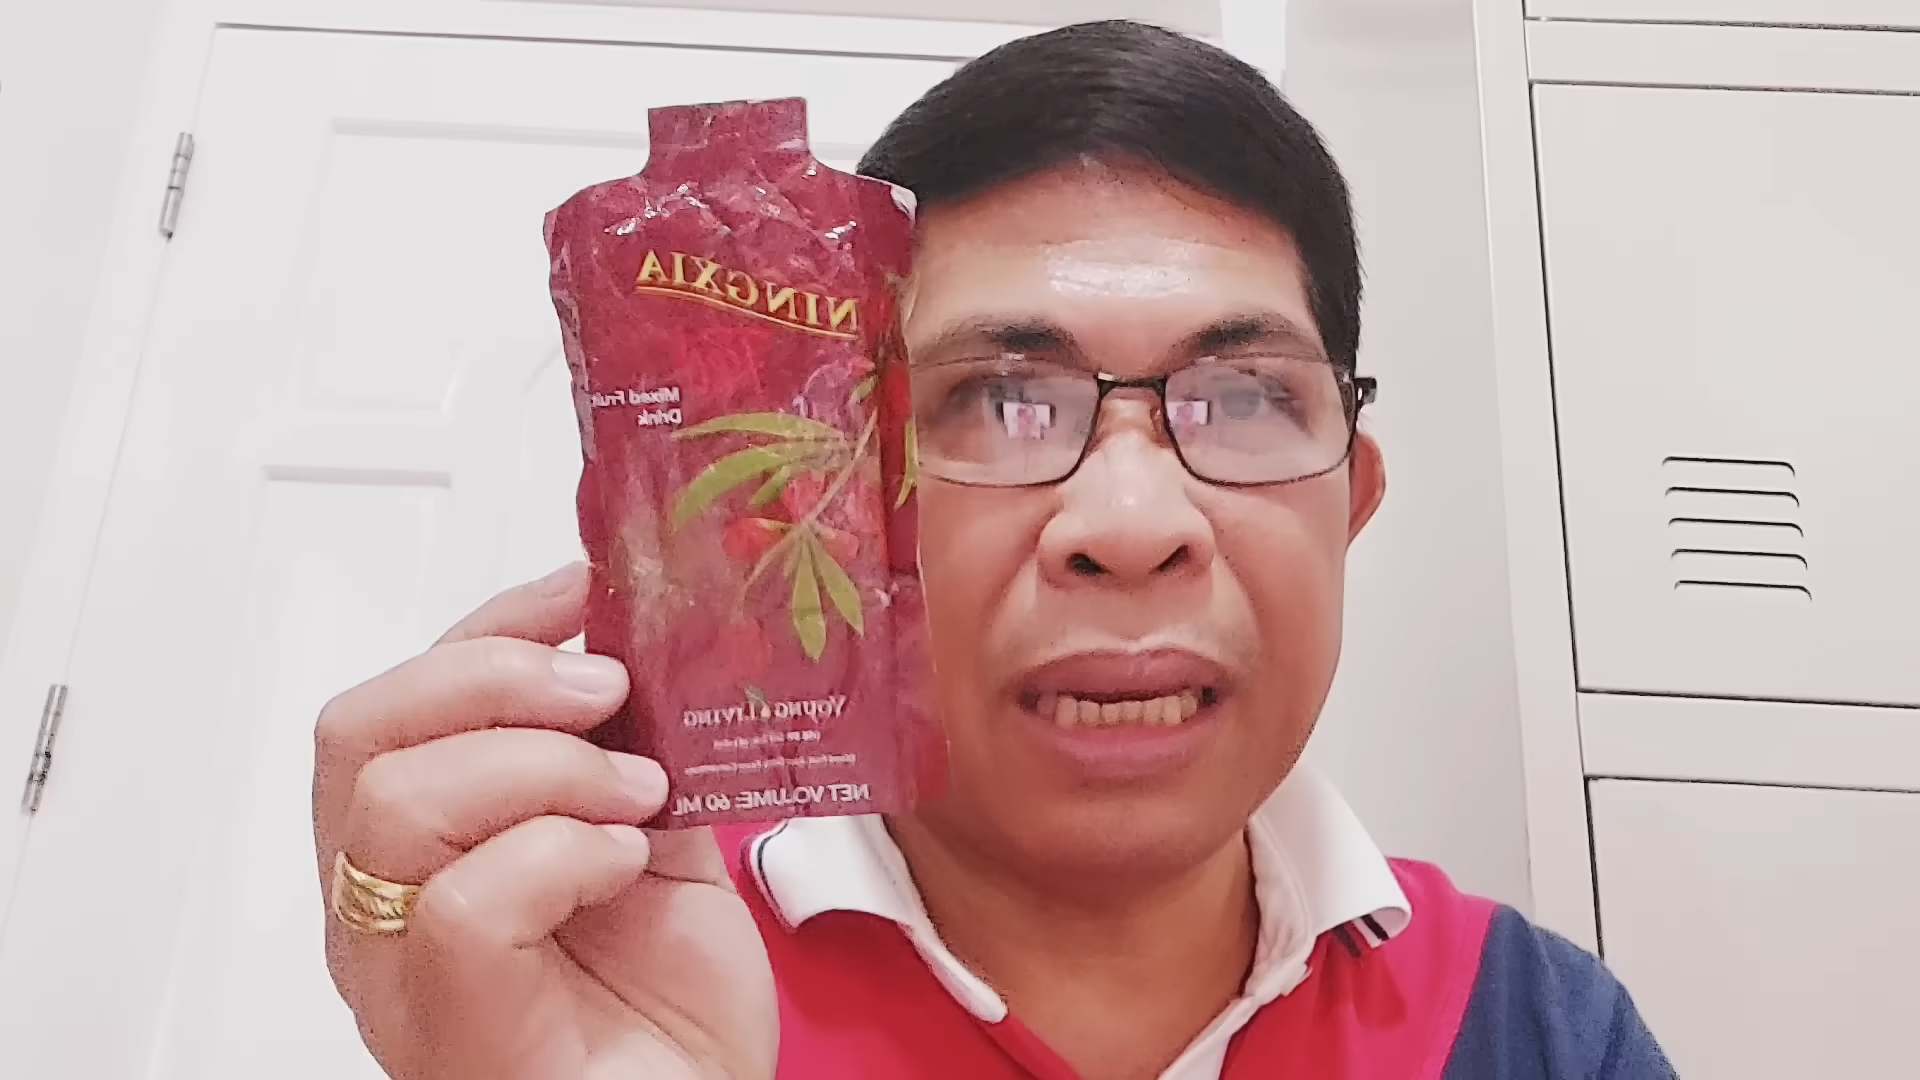 NINGXIA
Mixed Fruit
Drink
YOUNG LIVING
NET VOLUME: 60 ML